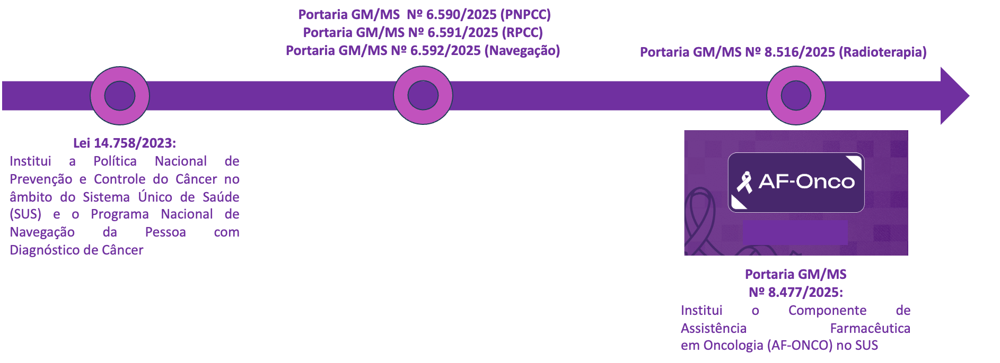 Portaria GM/MS  Nº 6.590/2025 (PNPCC)
Portaria GM/MS Nº 6.591/2025 (RPCC)
Portaria GM/MS Nº 6.592/2025 (Navegação)
Portaria GM/MS Nº 8.516/2025 (Radioterapia)
Lei 14.758/2023:
Institui a Política Nacional de
Prevenção e Controle do Câncer no
âmbito do Sistema Único de Saúde
(SUS) e o Programa Nacional de
Navegação da Pessoa com
Diagnóstico de Câncer
AF-Onco
Portaria GM/MS
Nº 8.477/2025:
Institui o Componente de
Assistência Farmacêutica
em Oncologia (AF-ONCO) no SUS